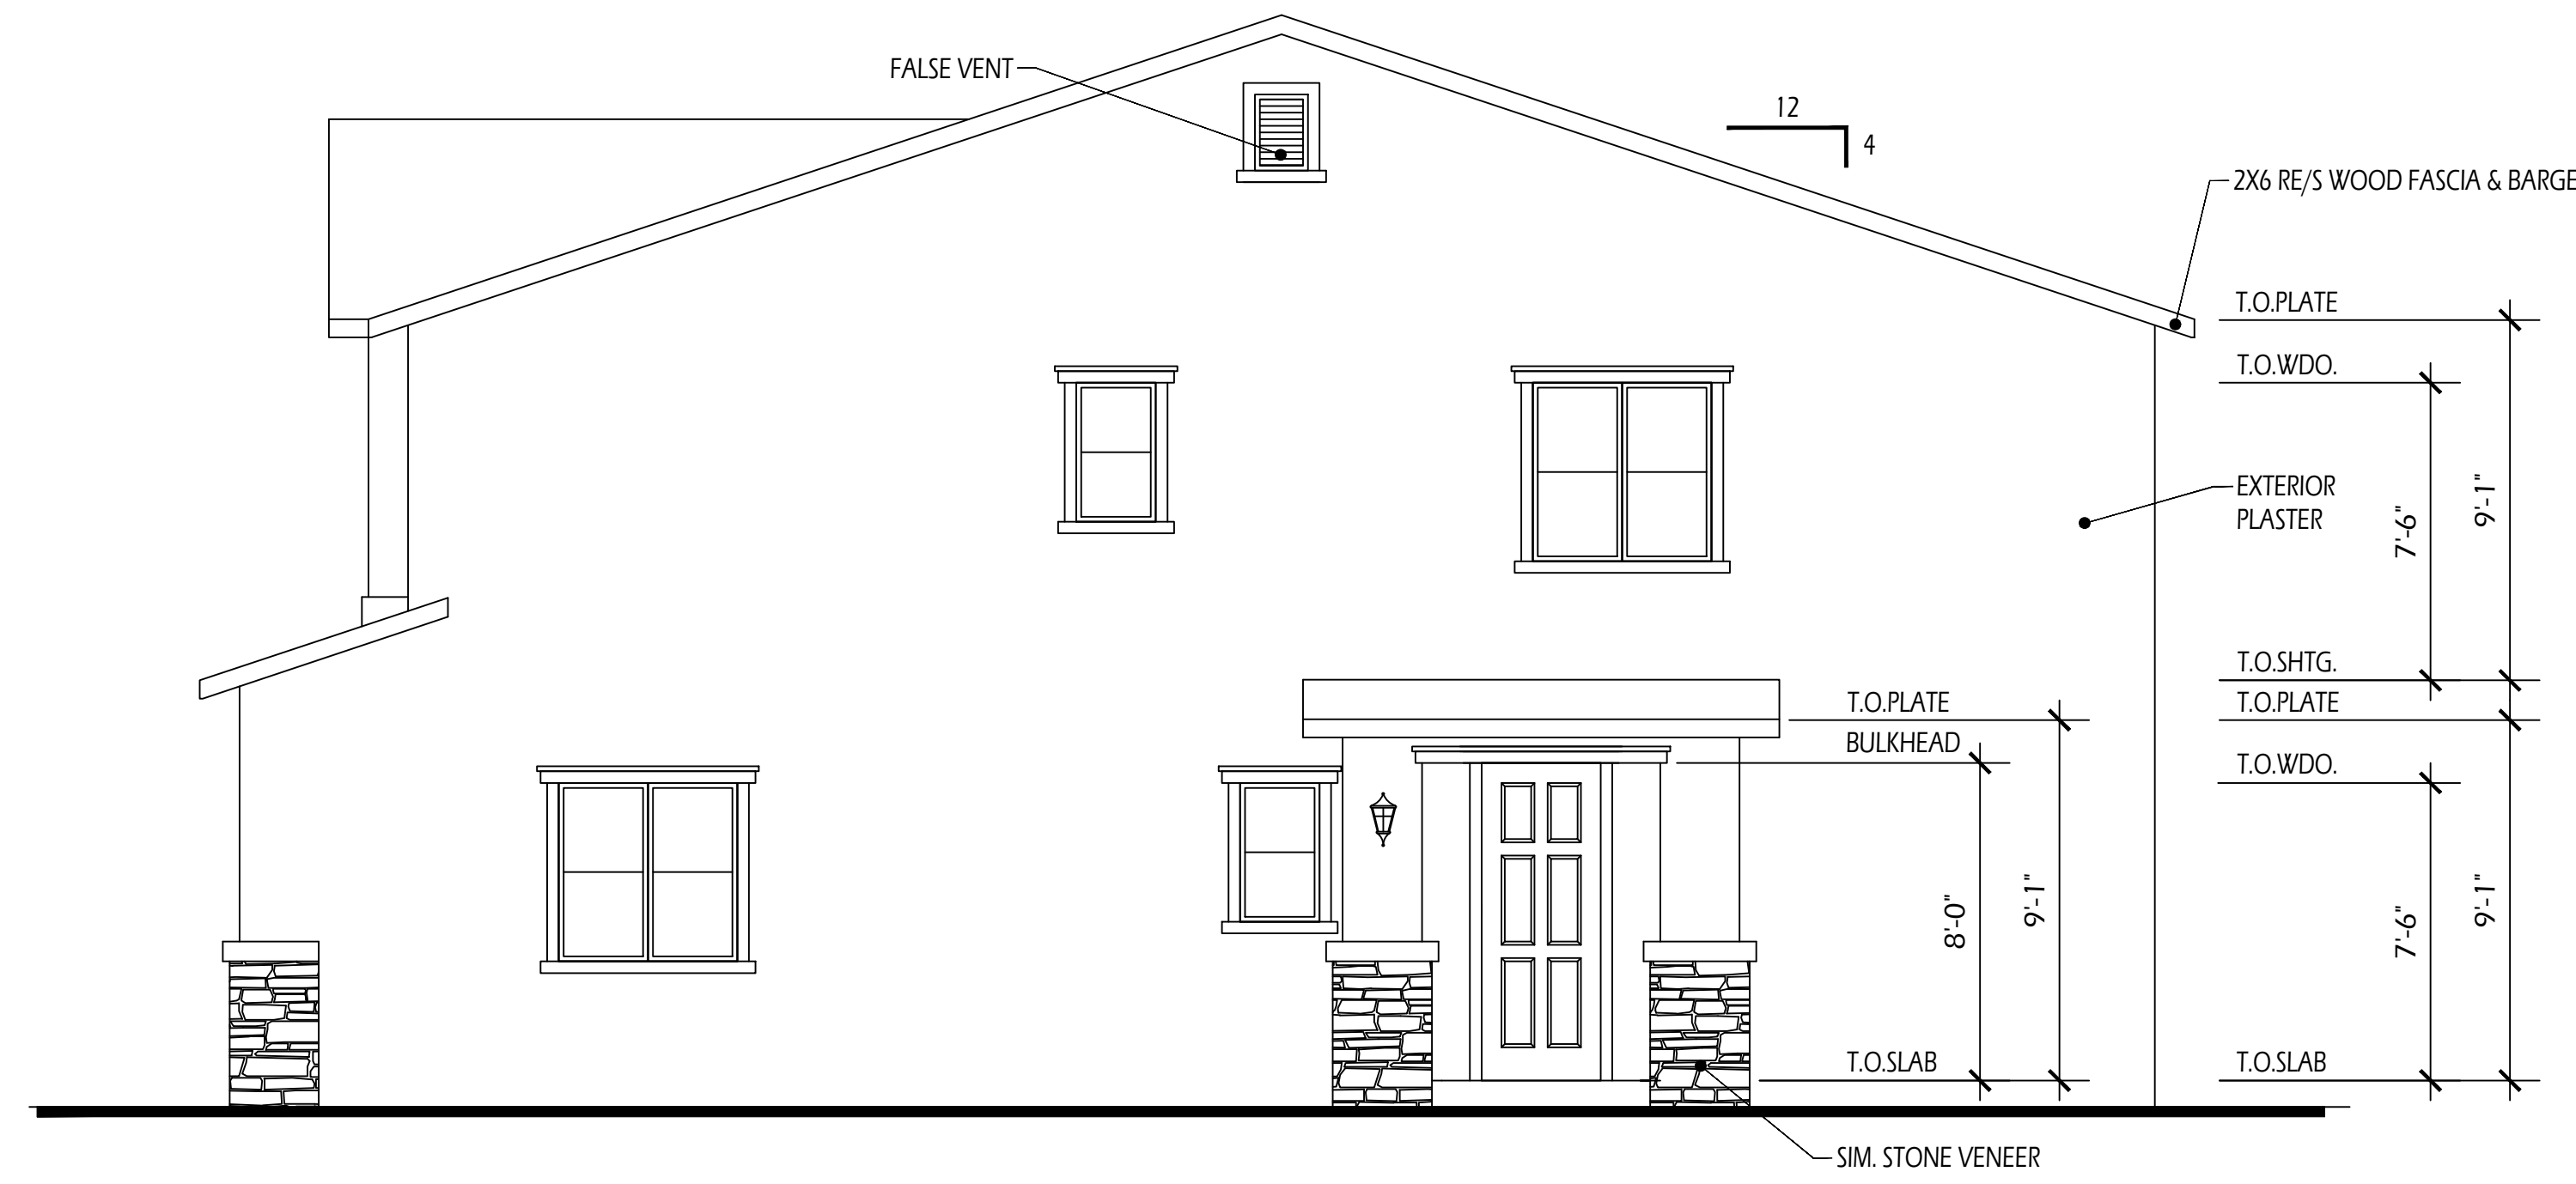 FALSE VENT
12
4
2X6 RE/S WOOD FASCIA & BARGE
T.O.PLATE
T.O.WDO.
EXTERIOR
PLASTER
7'-6"
9'-1"
T.O.SHTG.
T.O.PLATE
T.O.PLATE
BULKHEAD
T.O.WDO.
8'-0"
9'-1"
7'-6"
9'-1"
T.O.SLAB
T.O.SLAB
SIM. STONE VENEER